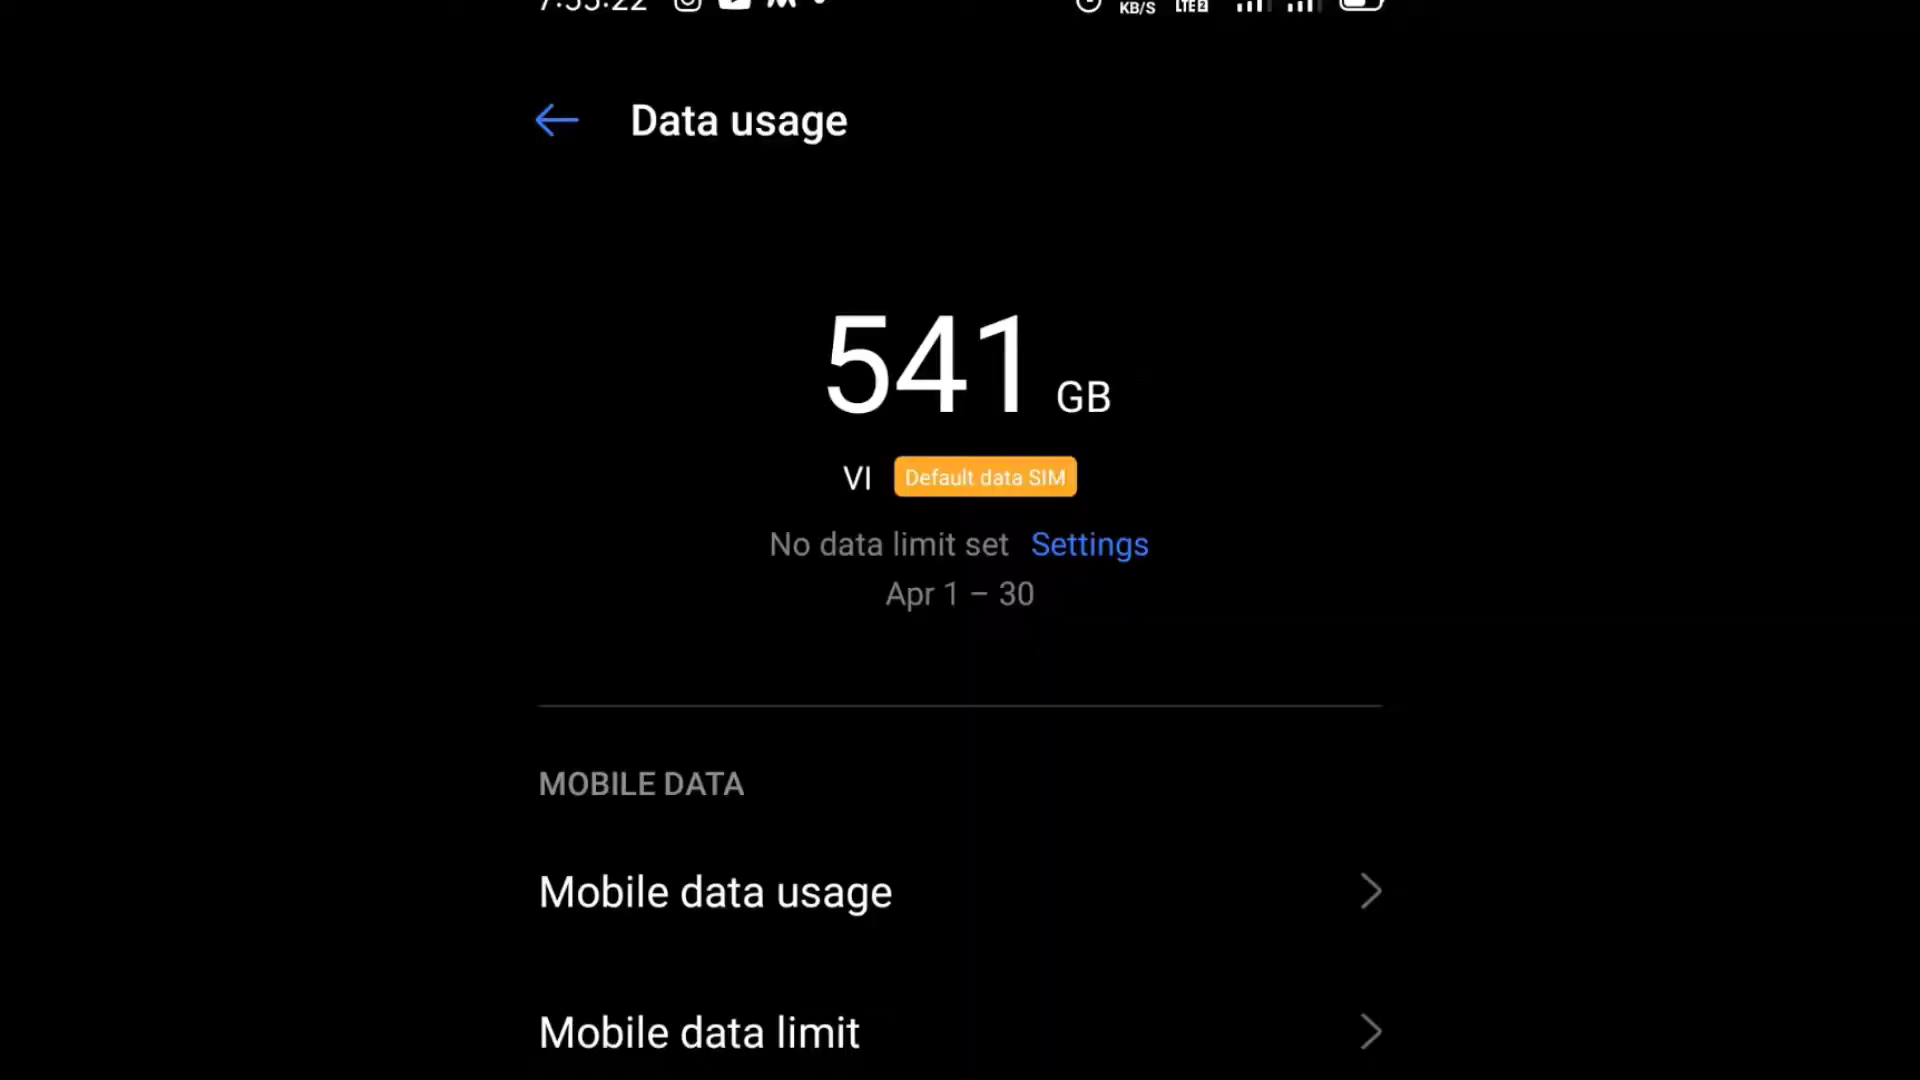 Data usage
541 GB
VI Default data SIM
No data limit set Settings
Apr 1 – 30
MOBILE DATA
Mobile data usage
Mobile data limit
KB/S